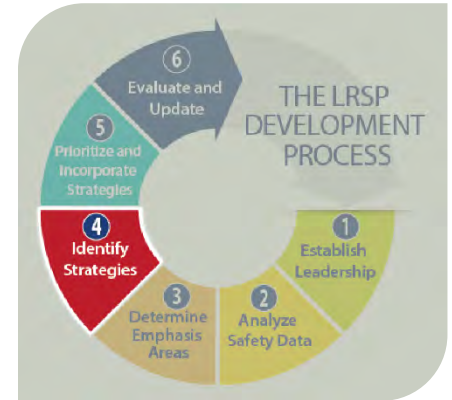 THE LRSP
DEVELOPMENT
PROCESS
1
Establish
Leadership
2
Analyze
Safety Data
3
Determine
Emphasis
Areas
4
Identify
Strategies
5
Prioritize and
Incorporate
Strategies
6
Evaluate and
Update